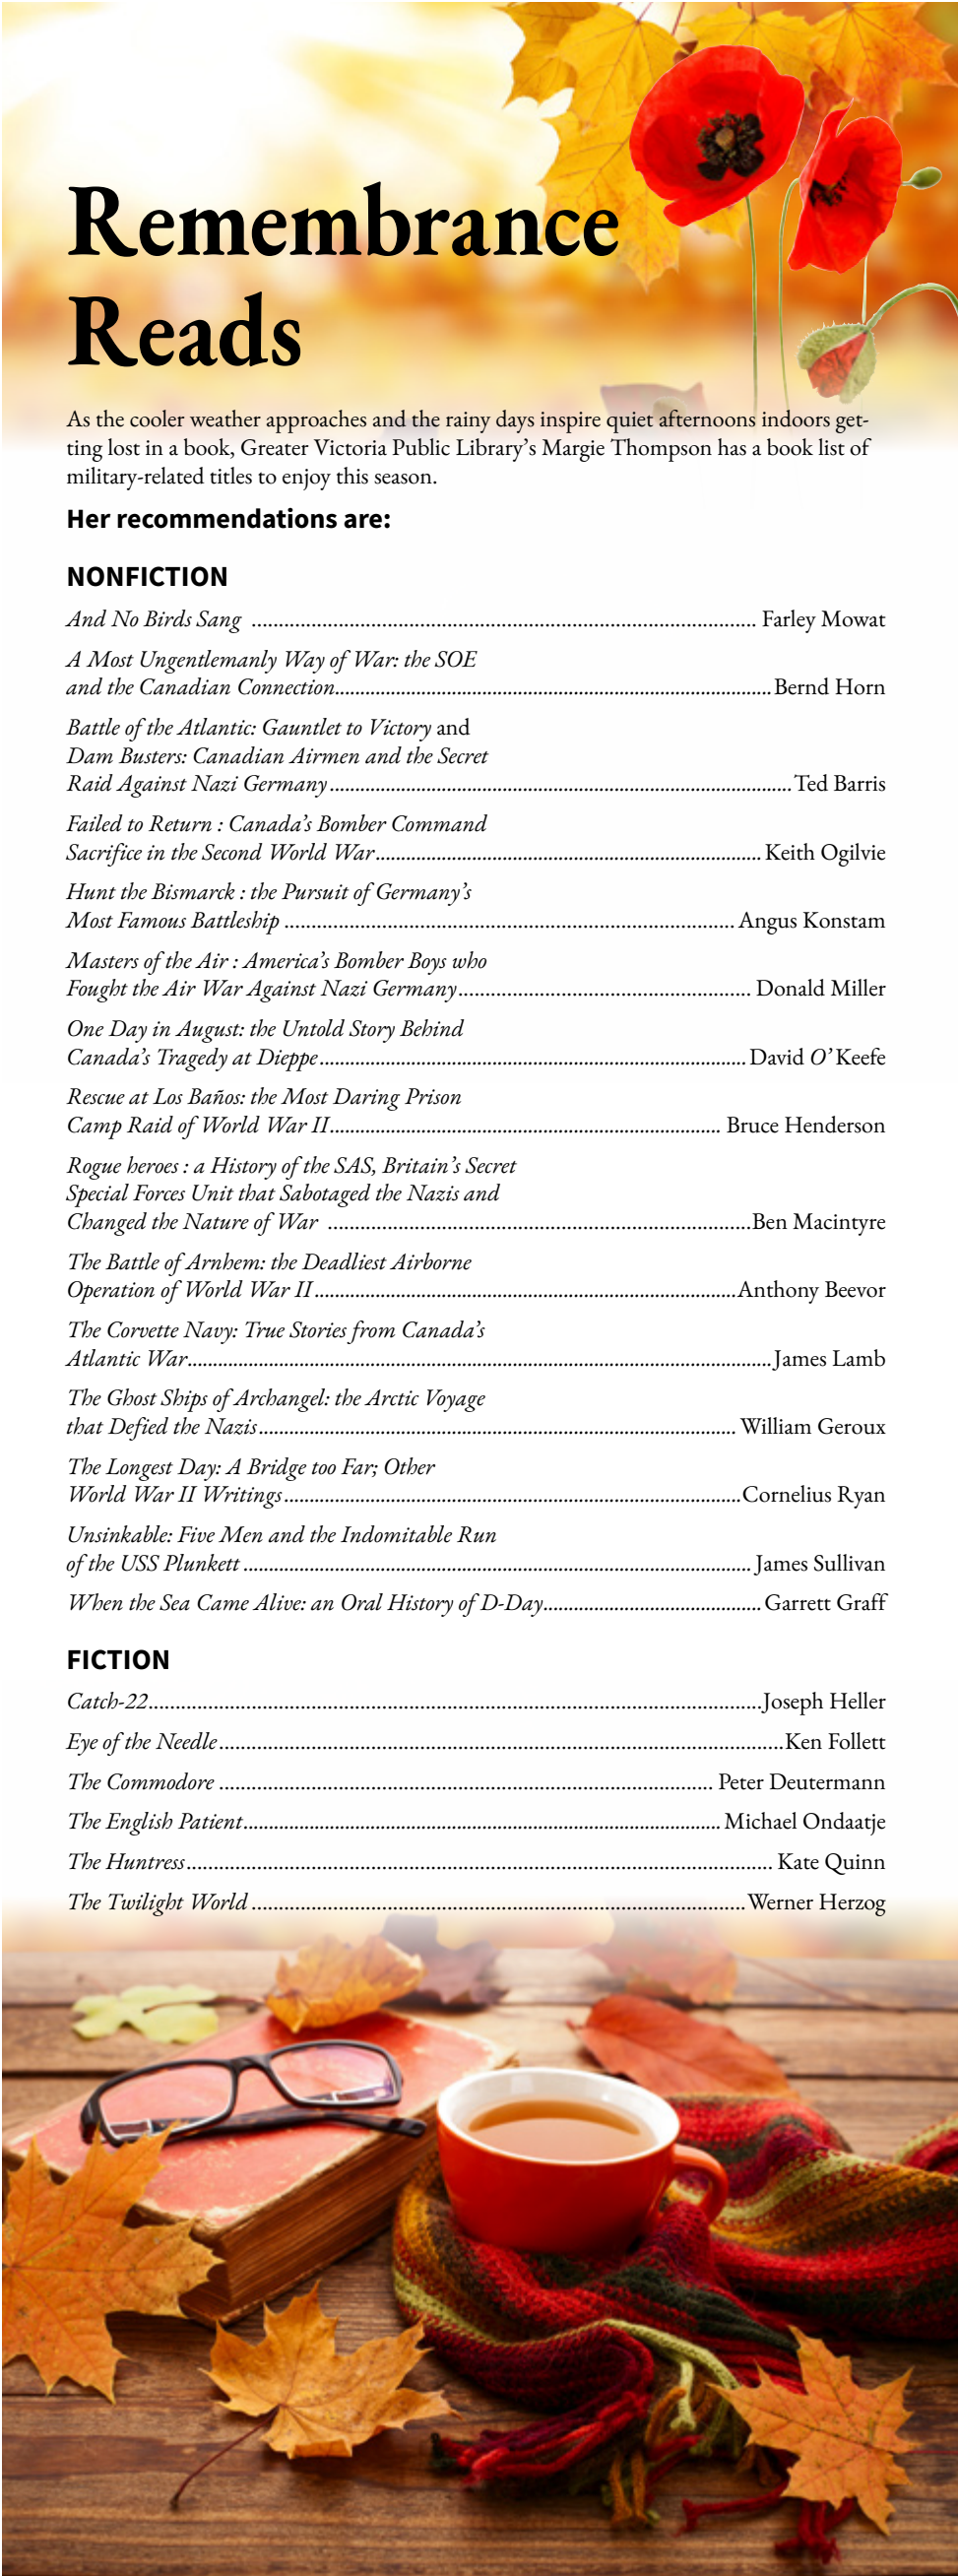 Remembrance
Reads
As the cooler weather approaches and the rainy days inspire quiet afternoons indoors get-
ting lost in a book, Greater Victoria Public Library’s Margie Thompson has a book list of
military-related titles to enjoy this season.
Her recommendations are:
NONFICTION
And No Birds Sang ............................................................................................. Farley Mowat
A Most Ungentlemanly Way of War: the SOE
and the Canadian Connection................................................................................Bernd Horn
Battle of the Atlantic: Gauntlet to Victory and
Dam Busters: Canadian Airmen and the Secret
Raid Against Nazi Germany.....................................................................................Ted Barris
Failed to Return : Canada’s Bomber Command
Sacrifice in the Second World War.......................................................................Keith Ogilvie
Hunt the Bismarck : the Pursuit of Germany’s
Most Famous Battleship ...................................................................................Angus Konstam
Masters of the Air : America’s Bomber Boys who
Fought the Air War Against Nazi Germany...................................................... Donald Miller
One Day in August: the Untold Story Behind
Canada’s Tragedy at Dieppe...............................................................................David O’Keefe
Rescue at Los Baños: the Most Daring Prison
Camp Raid of World War II........................................................................ Bruce Henderson
Rogue heroes : a History of the SAS, Britain’s Secret
Special Forces Unit that Sabotaged the Nazis and
Changed the Nature of War ..............................................................................Ben Macintyre
The Battle of Arnhem: the Deadliest Airborne
Operation of World War II..............................................................................Anthony Beevor
The Corvette Navy: True Stories from Canada’s
Atlantic War...........................................................................................................James Lamb
The Ghost Ships of Archangel: the Arctic Voyage
that Defied the Nazis........................................................................................ William Geroux
The Longest Day: A Bridge too Far; Other
World War II Writings....................................................................................Cornelius Ryan
Unsinkable: Five Men and the Indomitable Run
of the USS Plunkett ..............................................................................................James Sullivan
When the Sea Came Alive: an Oral History of D-Day........................................Garrett Graff
FICTION
Catch-22.................................................................................................................Joseph Heller
Eye of the Needle........................................................................................................Ken Follett
The Commodore ........................................................................................... Peter Deutermann
The English Patient........................................................................................Michael Ondaatje
The Huntress............................................................................................................ Kate Quinn
The Twilight World ...........................................................................................Werner Herzog